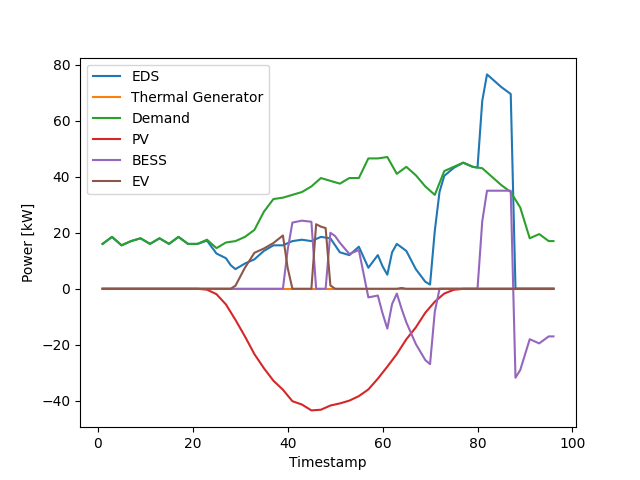 EDS
Thermal Generator
Demand
PV
BESS
EV
80
60
40
20
0
−20
−40
Power [kW]
0 20 40 60 80 100
Timestamp